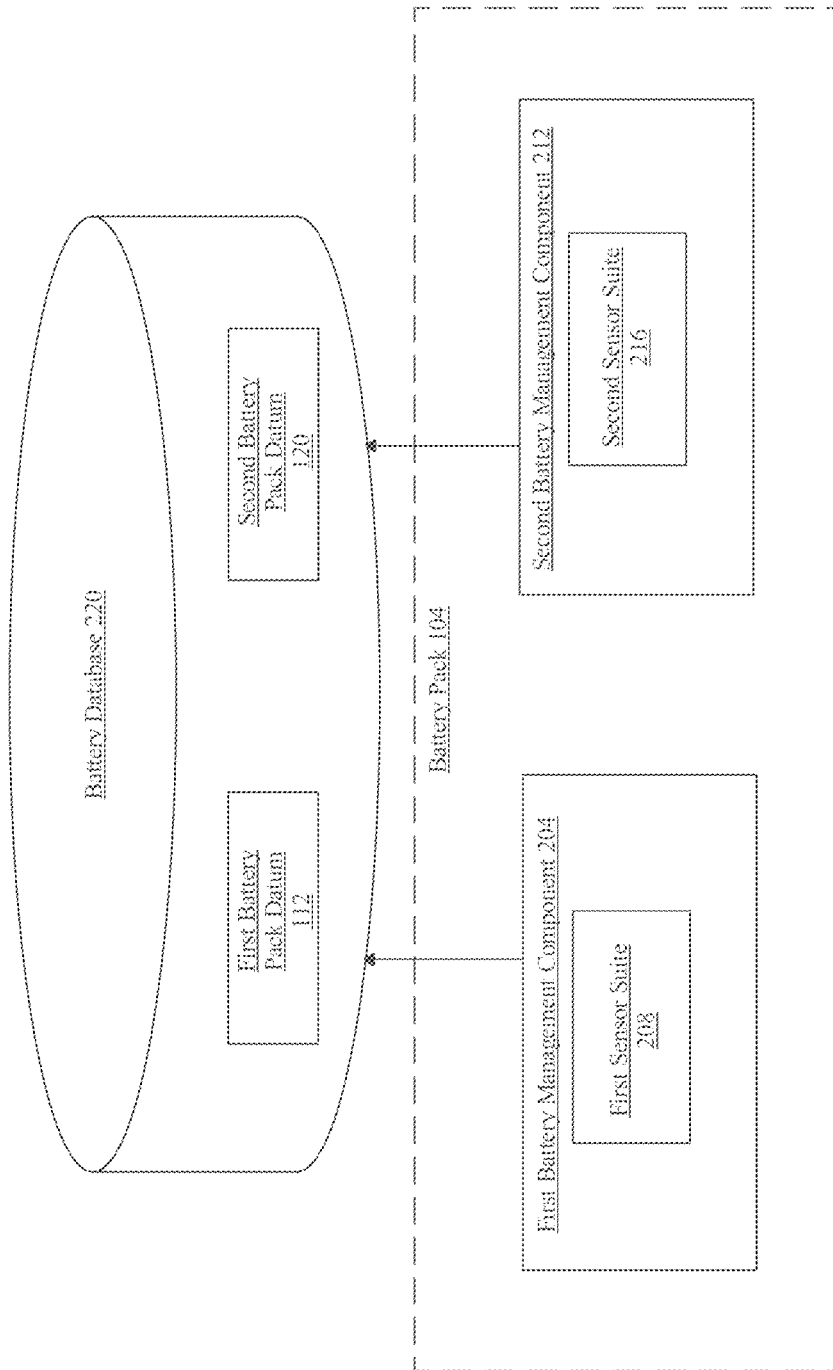 Battery Database 220
First Battery
Pack Datum
112
Second Battery
Pack Datum
120
Battery Pack 104
First Battery Management Component 204
First Sensor Suite
208
Second Battery Management Component 212
Second Sensor Suite
216